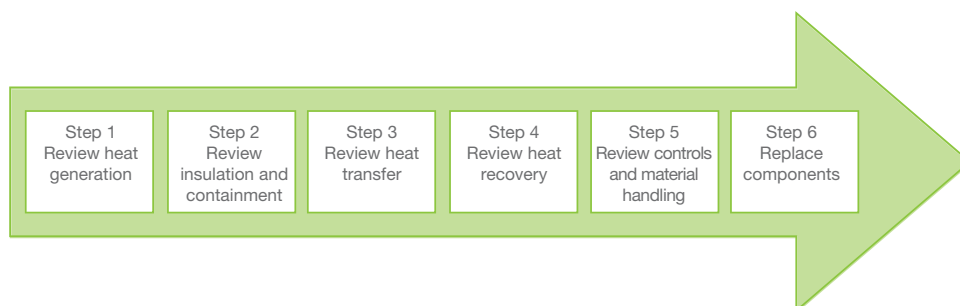 Step 1
Review heat
generation
Step 2
Review
insulation and
containment
Step 3
Review heat
transfer
Step 4
Review heat
recovery
Step 5
Review controls
and material
handling
Step 6
Replace
components